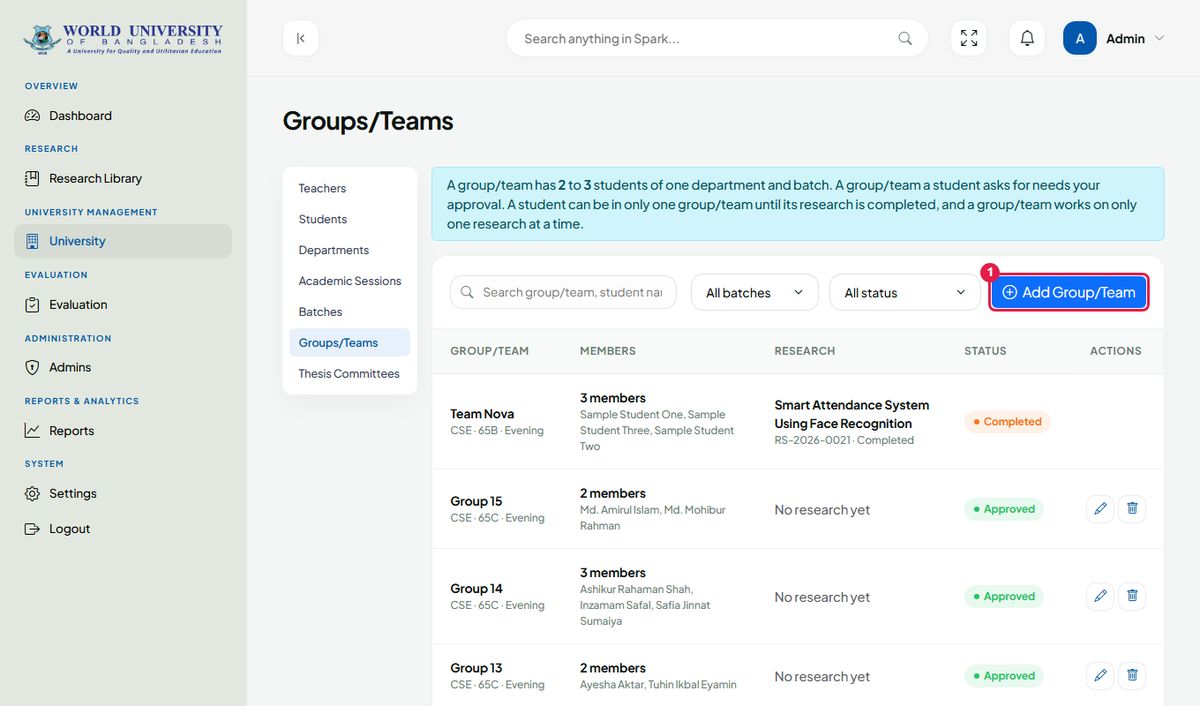 WORLD UNIVERSITY
OF BANGLADESH
A University for Quality and Utilitarian Education
OVERVIEW
Dashboard
RESEARCH
Research Library
UNIVERSITY MANAGEMENT
University
EVALUATION
Evaluation
ADMINISTRATION
Admins
REPORTS & ANALYTICS
Reports
SYSTEM
Settings
Logout
Search anything in Spark...
A
Admin
Groups/Teams
Teachers
Students
Departments
Academic Sessions
Batches
Groups/Teams
Thesis Committees
A group/team has 2 to 3 students of one department and batch. A group/team a student asks for needs your
approval. A student can be in only one group/team until its research is completed, and a group/team works on only
one research at a time.
Search group/team, student nar
All batches
All status
1
Add Group/Team
GROUP/TEAM MEMBERS RESEARCH STATUS ACTIONS
Team Nova
CSE · 65B · Evening
3 members
Sample Student One, Sample
Student Three, Sample Student
Two
Smart Attendance System
Using Face Recognition
RS-2026-0021 · Completed
Completed
Group 15
CSE · 65C · Evening
2 members
Md. Amirul Islam, Md. Mohibur
Rahman
No research yet
Approved
Group 14
CSE · 65C · Evening
3 members
Ashikur Rahaman Shah,
Inzamam Safal, Safia Jinnat
Sumaiya
No research yet
Approved
Group 13
CSE · 65C · Evening
2 members
Ayesha Aktar, Tuhin Ikbal Eyamin
No research yet
Approved